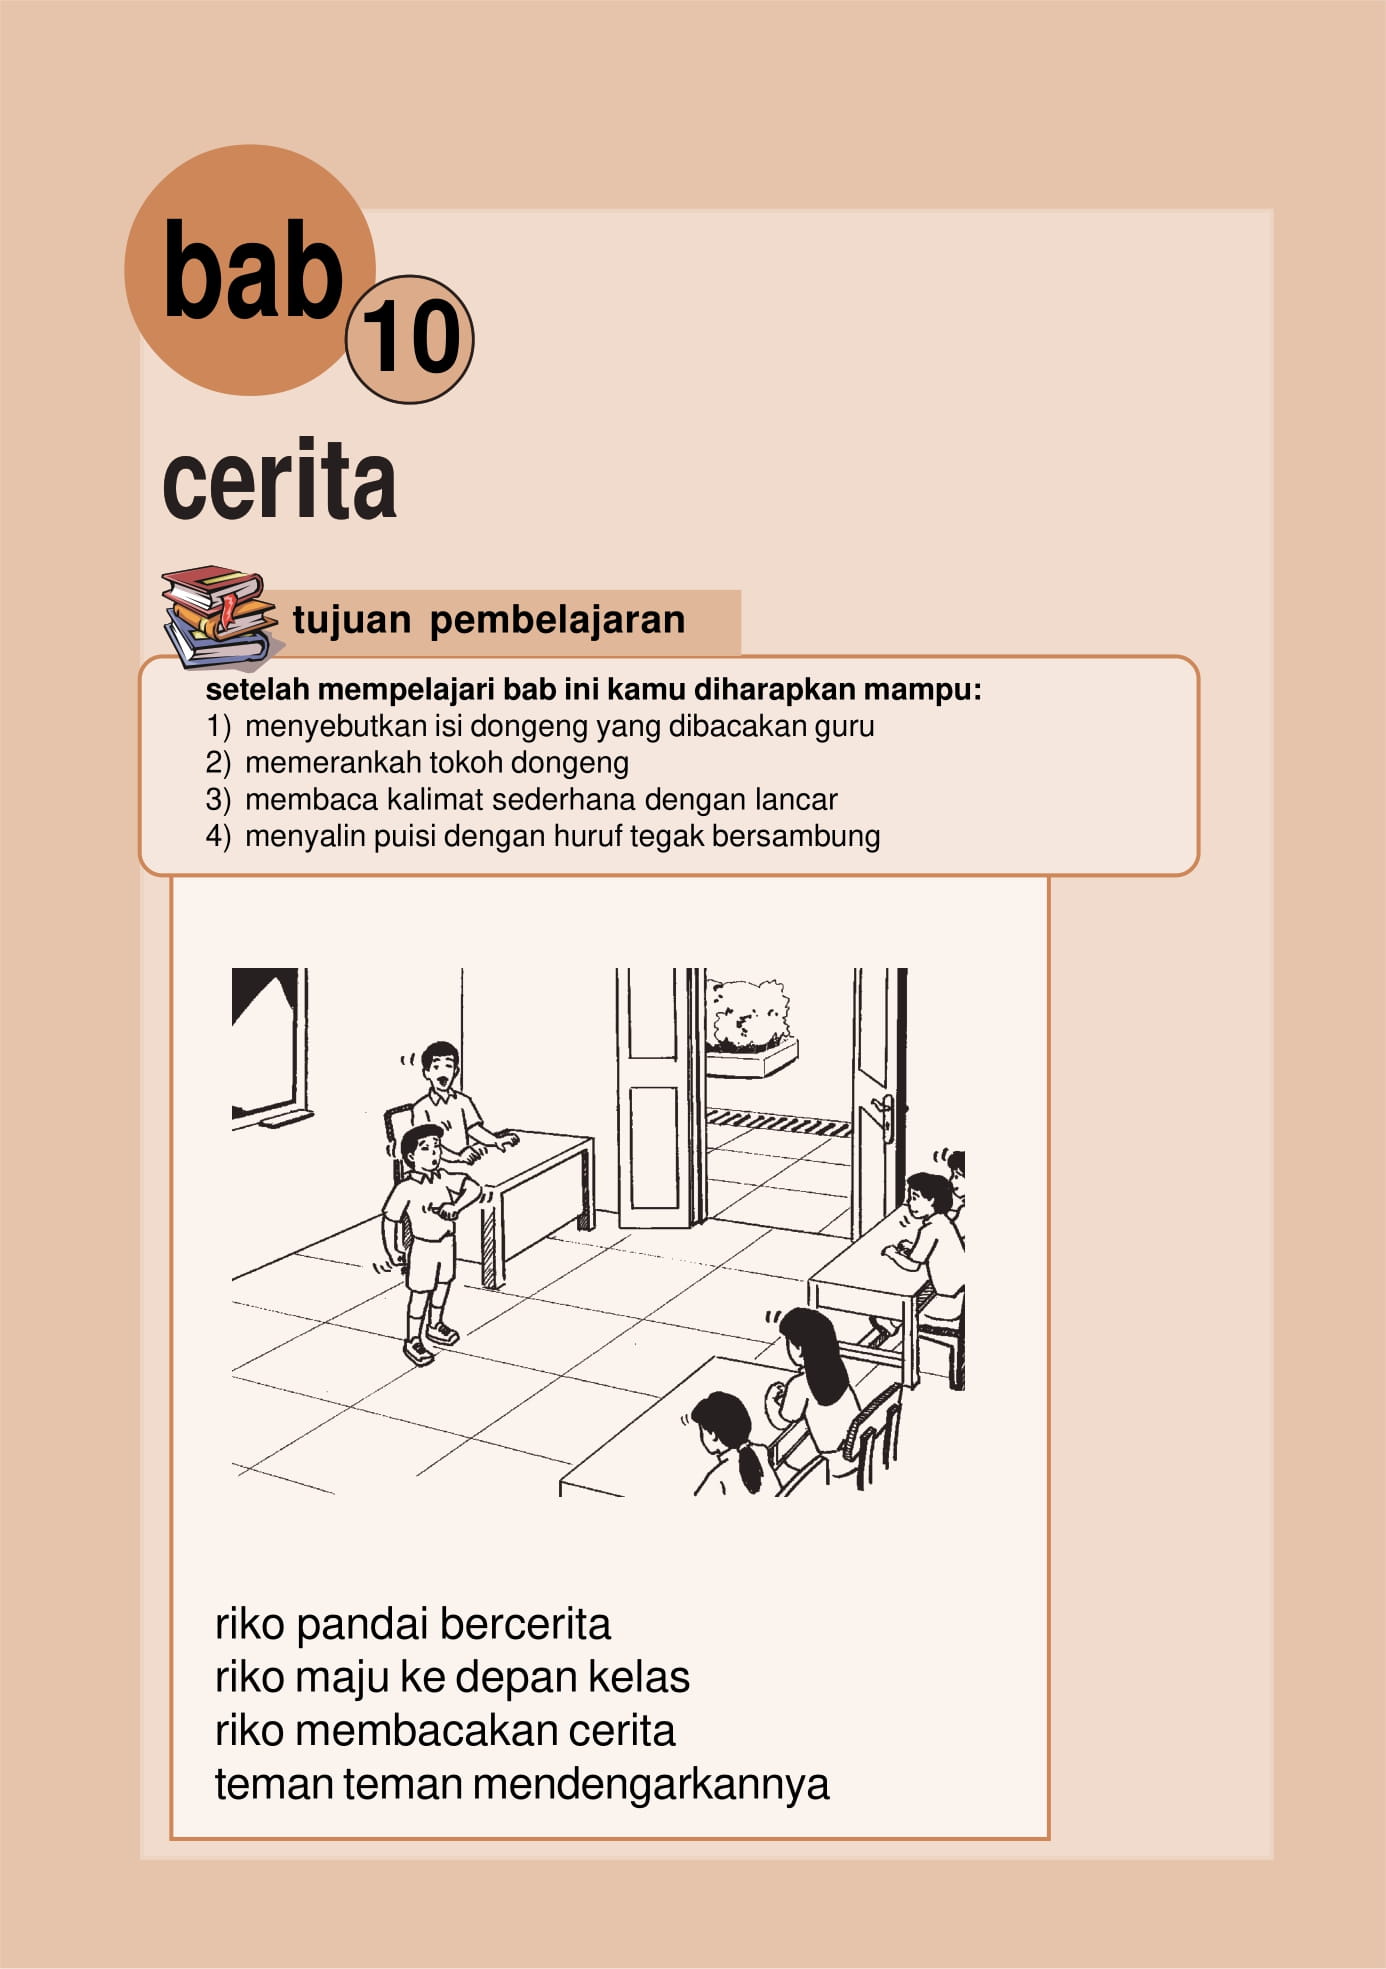 bab
10
cerita
tujuan pembelajaran
setelah mempelajari bab ini kamu diharapkan mampu:
1) menyebutkan isi dongeng yang dibacakan guru
2) memerankah tokoh dongeng
3) membaca kalimat sederhana dengan lancar
4) menyalin puisi dengan huruf tegak bersambung
riko pandai bercerita
riko maju ke depan kelas
riko membacakan cerita
teman teman mendengarkannya